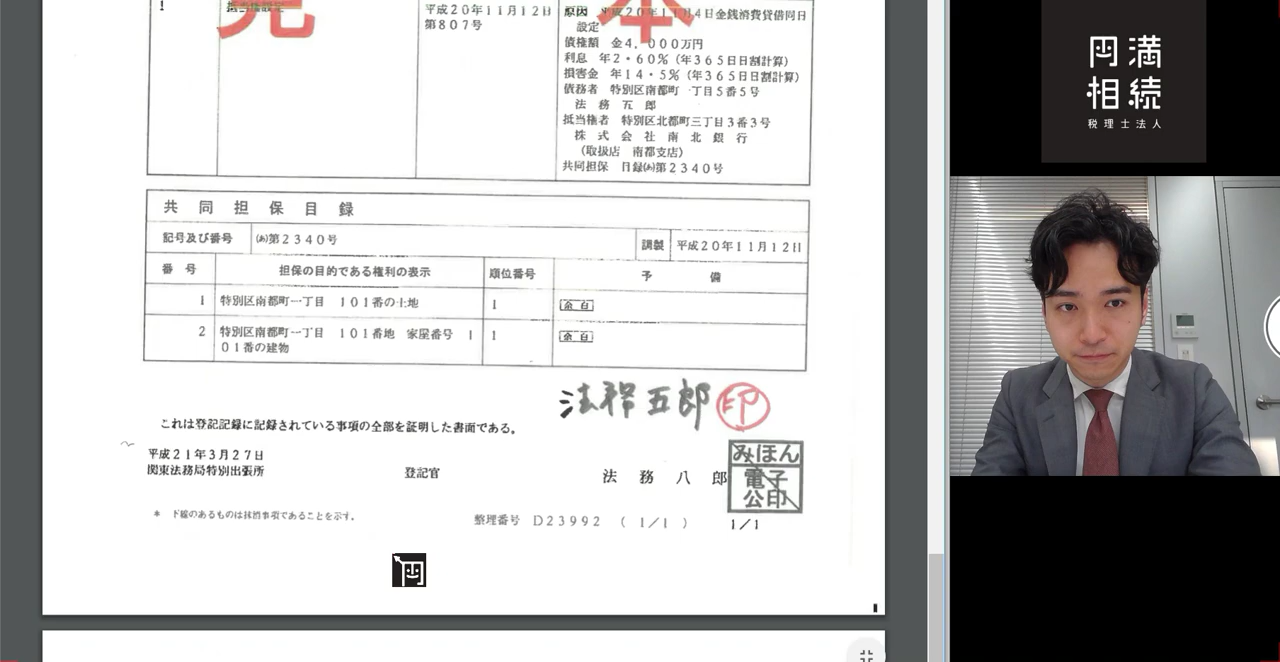 1
抵当権設定
平成20年11月12日
第807号
原因 平成20年11月4日金銭消費貸借同日
設定
債権額 金4,000万円
利息 年2・60%(年365日日割計算)
損害金 年14・5%(年365日日割計算)
債務者 特別区南都町一丁目5番5号
法務五郎
抵当権者 特別区北都町三丁目3番3号
株式会社南北銀行
(取扱店 南都支店)
共同担保 目録(あ)第2340号
見本
共同担保目録
記号及び番号 (あ)第2340号 調製 平成20年11月12日
番号 担保の目的である権利の表示 順位番号 予備
1 特別区南都町一丁目 101番の土地 1 余白
2 特別区南都町一丁目 101番地 家屋番号 1 1 余白
01番の建物
法務五郎 印
これは登記記録に記録されている事項の全部を証明した書面である。
平成21年3月27日
関東法務局特別出張所 登記官 法務八郎
みほん
電子
公印
* 下線のあるものは抹消事項であることを示す。
整理番号 D23992 (1/1) 1/1
円満
相続
税理士法人
円